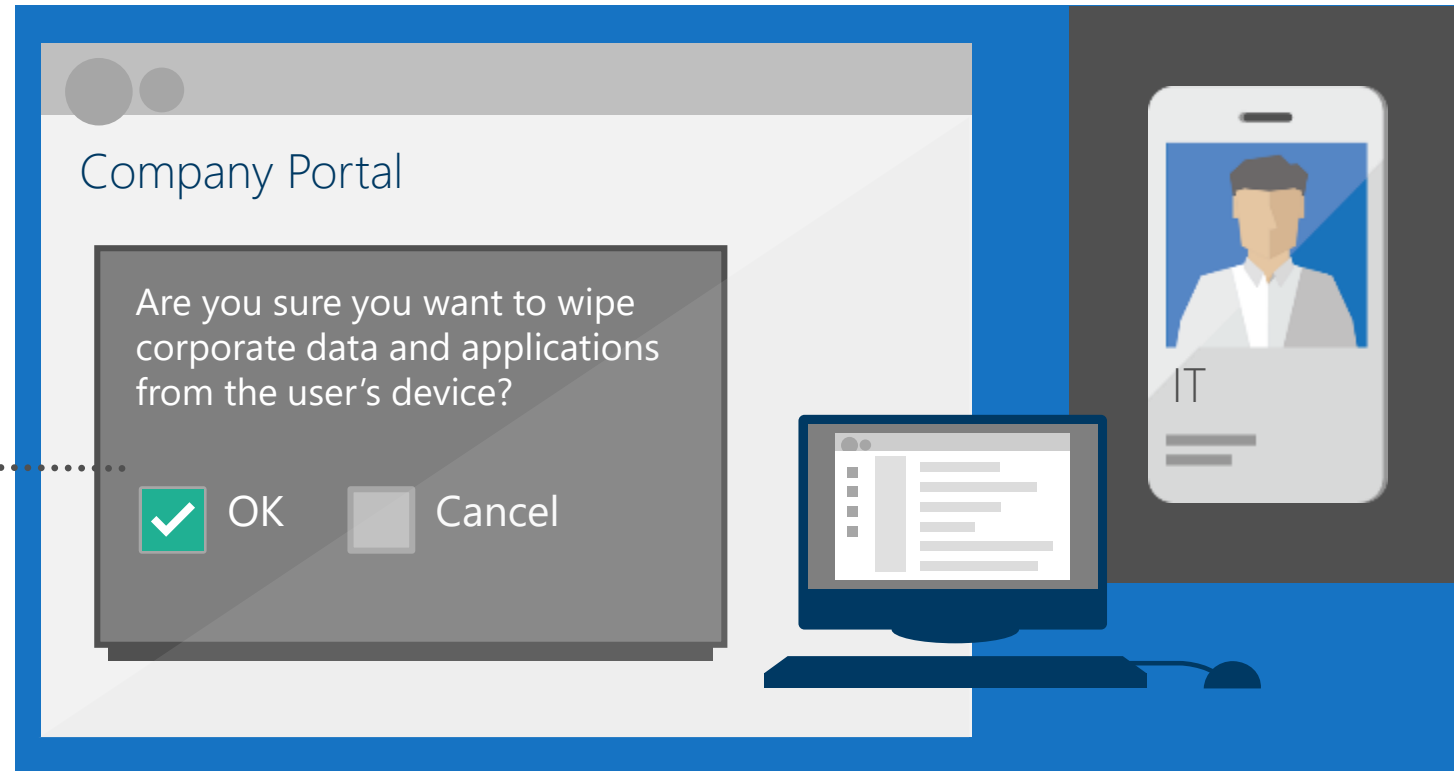 Company Portal
Are you sure you want to wipe
corporate data and applications
from the user’s device?
OK Cancel
IT